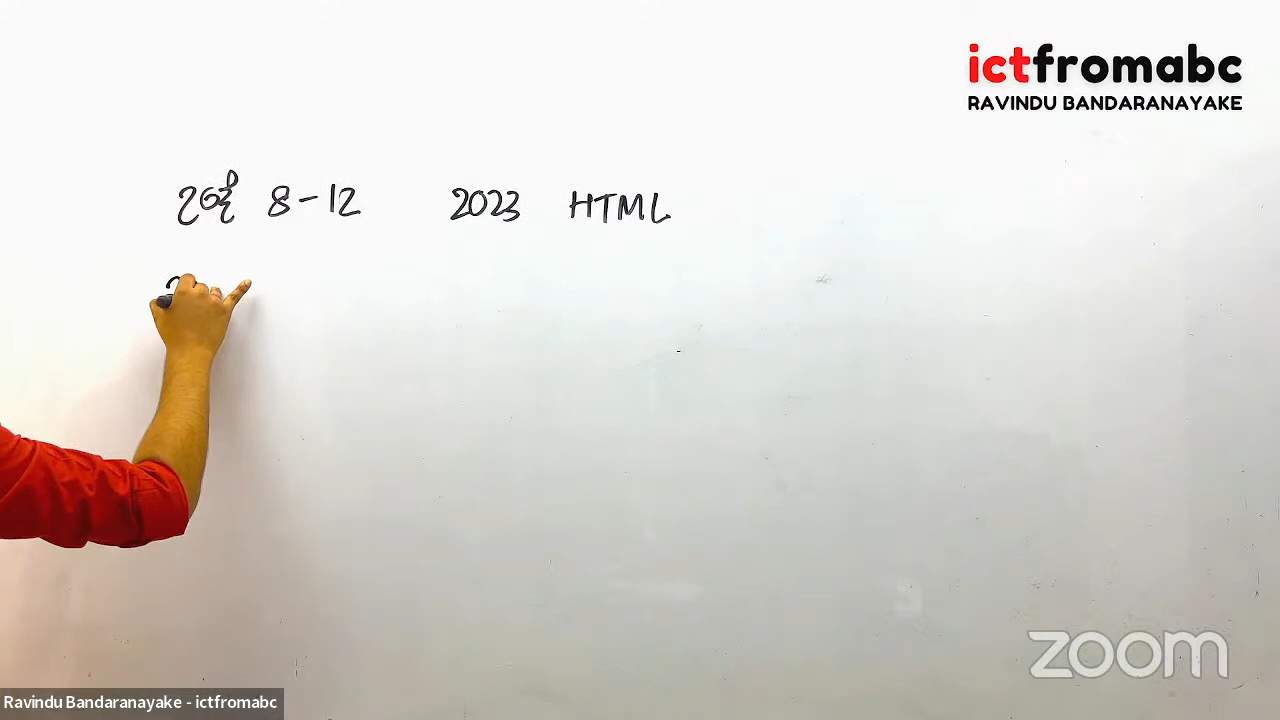 ictfromabc
RAVINDU BANDARANAYAKE
8-12 2023 HTML
zoom
Ravindu Bandaranayake - ictfromabc